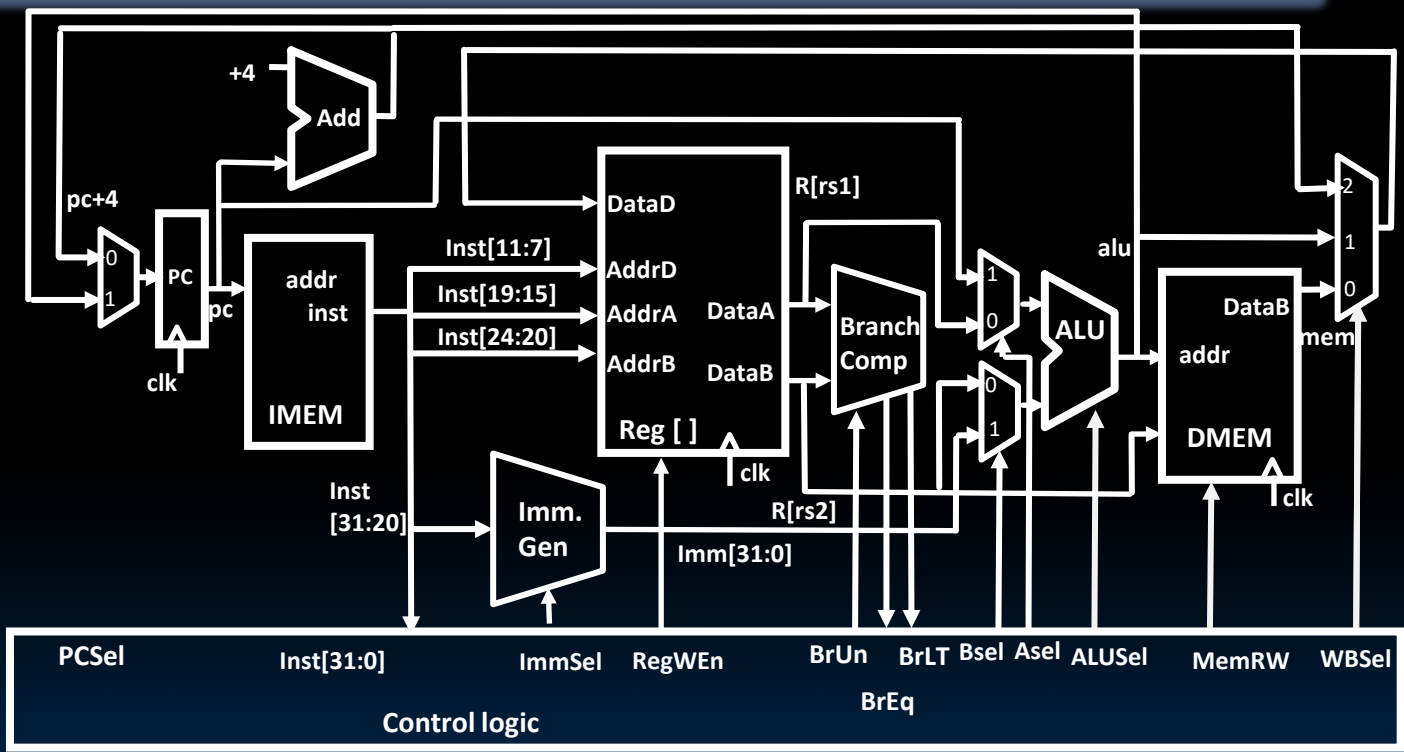 +4
Add
pc+4
0
1
PC
pc
clk
addr
inst
IMEM
Inst[11:7]
Inst[19:15]
Inst[24:20]
Inst
[31:20]
DataD
AddrD
AddrA
AddrB
DataA
DataB
Reg [ ]
clk
Imm.
Gen
R[rs1]
Branch
Comp
R[rs2]
Imm[31:0]
1
0
0
1
ALU
alu
addr
DataB
DMEM
clk
mem
2
1
0
PCSel
Inst[31:0]
ImmSel
RegWEn
BrUn
BrEq
BrLT
Bsel
Asel
ALUSel
MemRW
WBSel
Control logic